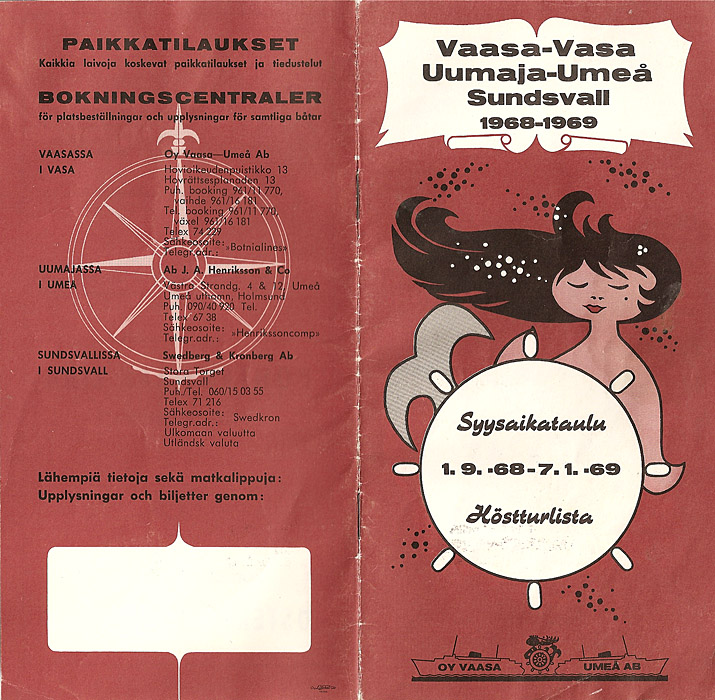 PAIKKATILAUKSET
Kaikkia laivoja koskevat paikkatilaukset ja tiedustelut
BOKNINGSCENTRALER
för platsbeställningar och upplysningar för samtliga båtar
VAASASSA
I VASA
Oy Vaasa—Umeå Ab
Hovioikeudenpuistikko 13
Hovrättsesplanaden 13
Puh. booking 961/11 770,
vaihde 961/16 181
Tel. booking 961/11 770,
växel 961/16 181
Telex 74 229
Sähkeosoite:
Telegr.adr.: »Botnialines»
UUMAJASSA
I UMEÅ
Ab J. A. Henriksson & Co
Västra Strandg. 4 & 12, Umeå
Umeå uthamn, Holmsund
Puh. 090/40 920 Tel.
Telex 67 38
Sähkeosoite:
Telegr.adr.: »Henrikssoncomp»
SUNDSVALLISSA
I SUNDSVALL
Swedberg & Kronberg Ab
Stora Torget
Sundsvall
Puh./Tel. 060/15 03 55
Telex 71 216
Sähkeosoite:
Telegr.adr.: Swedkron
Ulkomaan valuutta
Utländsk valuta
Lähempiä tietoja sekä matkalippuja:
Upplysningar och biljetter genom:
Vaasa-Vasa
Uumaja-Umeå
Sundsvall
1968-1969
Syysaikataulu
1. 9. -68 - 7. 1. -69
Höstturlista
OY VAASA UMEÅ AB